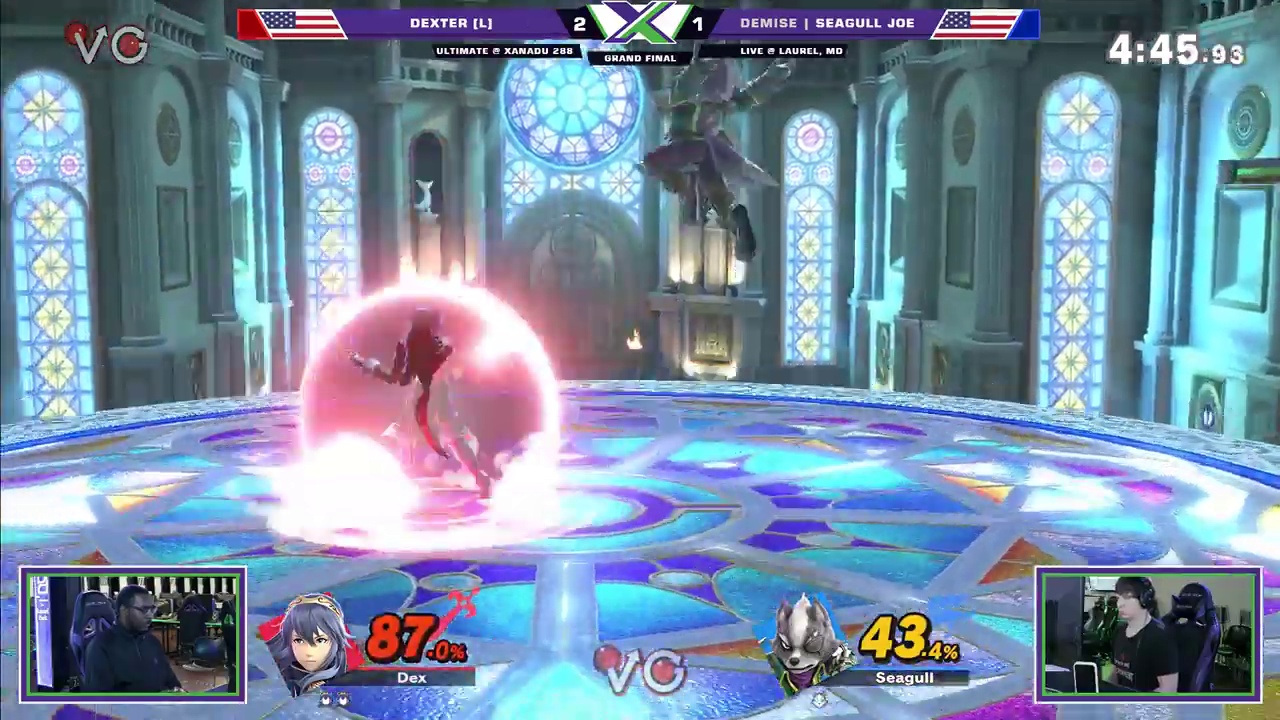 DEXTER [L]
2
1
DEMISE | SEAGULL JOE
ULTIMATE @ XANADU 288
GRAND FINAL
LIVE @ LAUREL, MD
VG
4:45.93
87.0%
Dex
VG
43.4%
Seagull